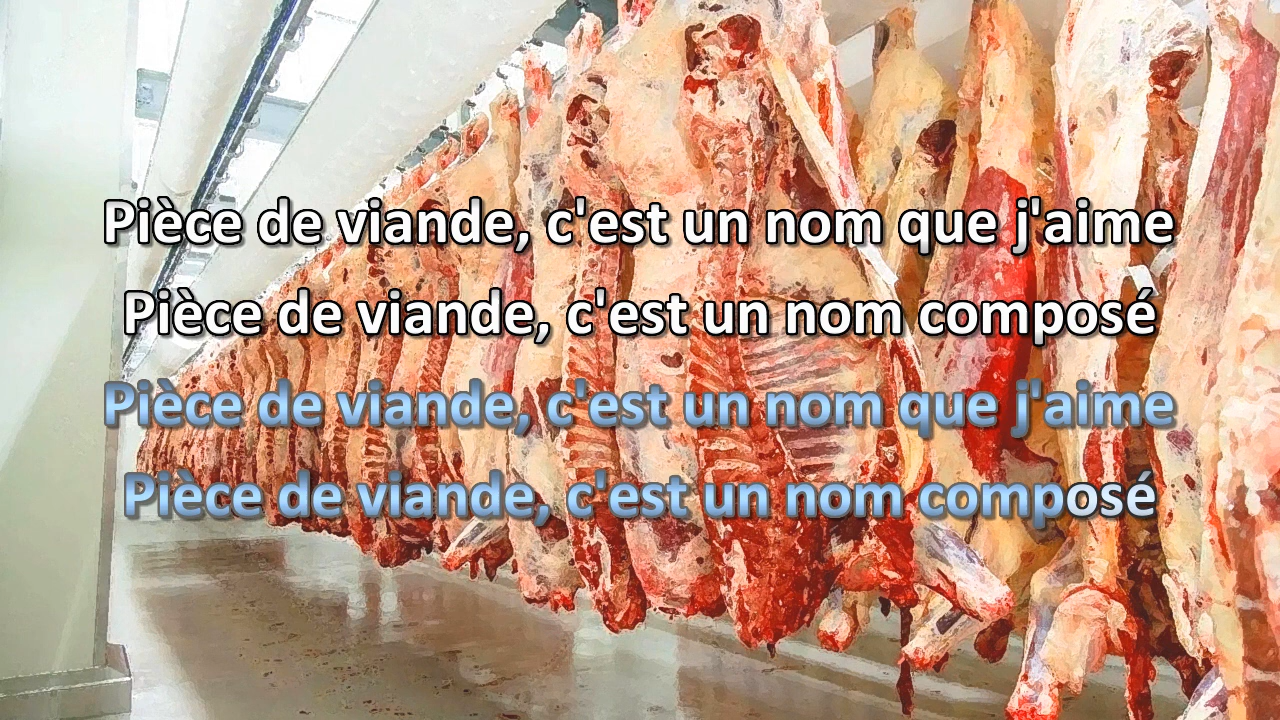 Pièce de viande, c'est un nom que j'aime
Pièce de viande, c'est un nom composé
Pièce de viande, c'est un nom que j'aime
Pièce de viande, c'est un nom composé